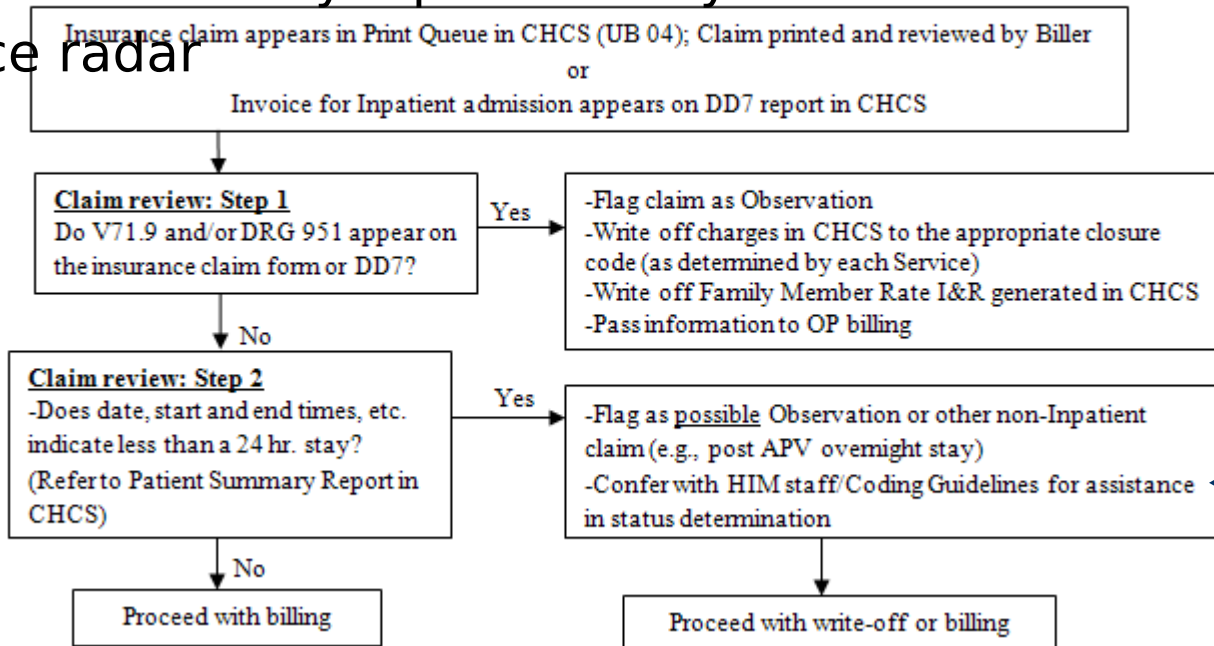 ce radar
Insurance claim appears in Print Queue in CHCS (UB 04); Claim printed and reviewed by Biller
or
Invoice for Inpatient admission appears on DD7 report in CHCS
Claim review: Step 1
Do V71.9 and/or DRG 951 appear on
the insurance claim form or DD7?
Yes
-Flag claim as Observation
-Write off charges in CHCS to the appropriate closure
code (as determined by each Service)
-Write off Family Member Rate I&R generated in CHCS
-Pass information to OP billing
No
Claim review: Step 2
-Does date, start and end times, etc.
indicate less than a 24 hr. stay?
(Refer to Patient Summary Report in
CHCS)
Yes
-Flag as possible Observation or other non-Inpatient
claim (e.g., post APV overnight stay)
-Confer with HIM staff/Coding Guidelines for assistance
in status determination
No
Proceed with billing
Proceed with write-off or billing